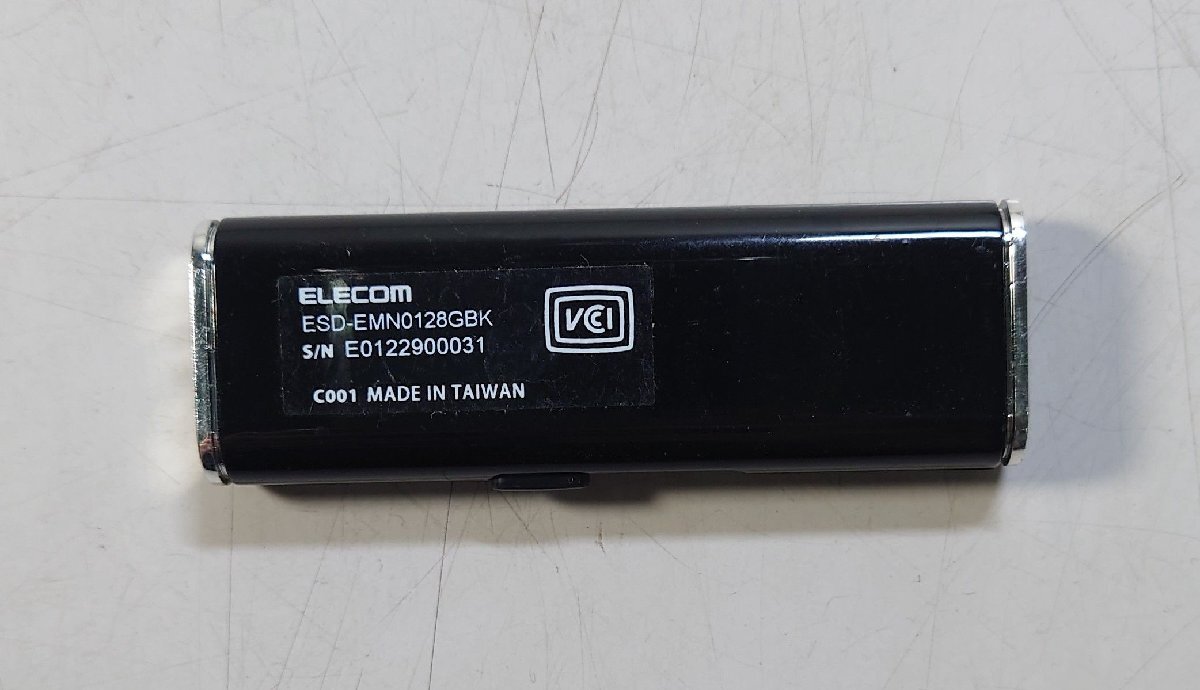 ELECOM
ESD-EMN0128GBK
S/N E0122900031
C001 MADE IN TAIWAN
VCI